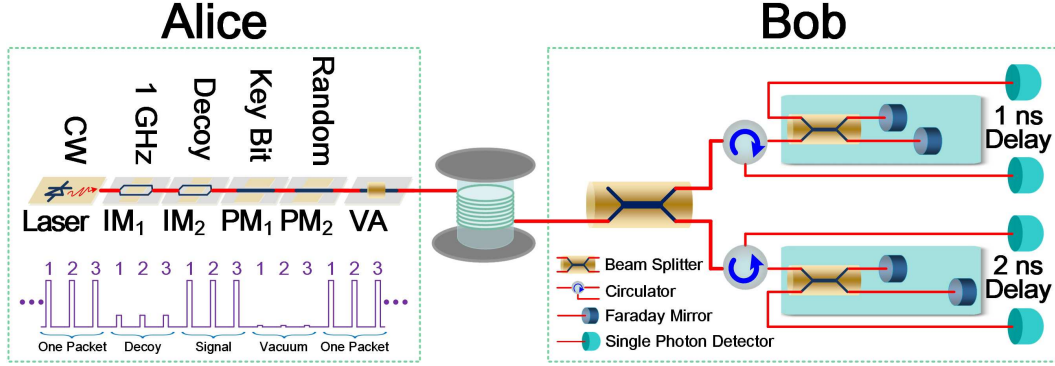 Alice
Bob
CW
1 GHz
Decoy
Key Bit
Random
Laser
IM₁
IM₂
PM₁
PM₂
VA
1 2 3 1 2 3 1 2 3 1 2 3 1 2 3
One Packet
Decoy
Signal
Vacuum
One Packet
1 ns
Delay
2 ns
Delay
Beam Splitter
Circulator
Faraday Mirror
Single Photon Detector